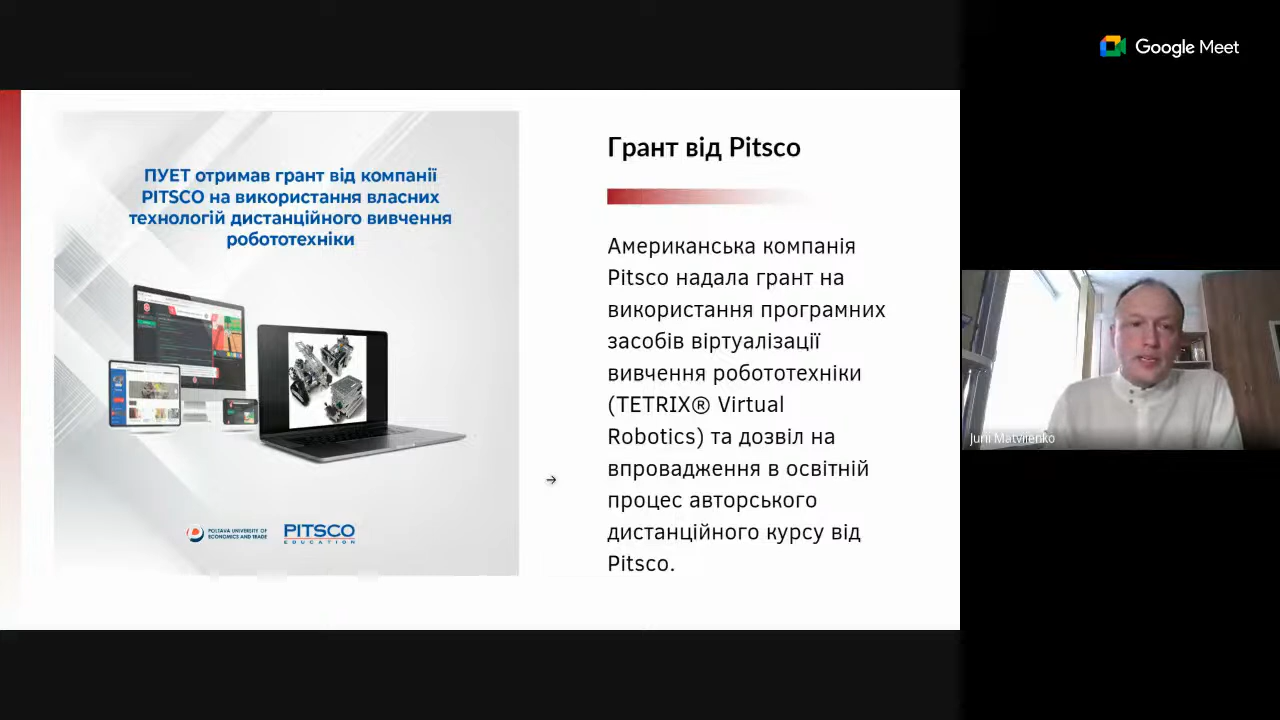 Google Meet
ПУЕТ отримав грант від компанії
PITSCO на використання власних
технологій дистанційного вивчення
робототехніки
POLTAVA UNIVERSITY OF
ECONOMICS AND TRADE
PITSCO
EDUCATION
Грант від Pitsco
Американська компанія
Pitsco надала грант на
використання програмних
засобів віртуалізації
вивчення робототехніки
(TETRIX® Virtual
Robotics) та дозвіл на
впровадження в освітній
процес авторського
дистанційного курсу від
Pitsco.
Jurii Matviienko